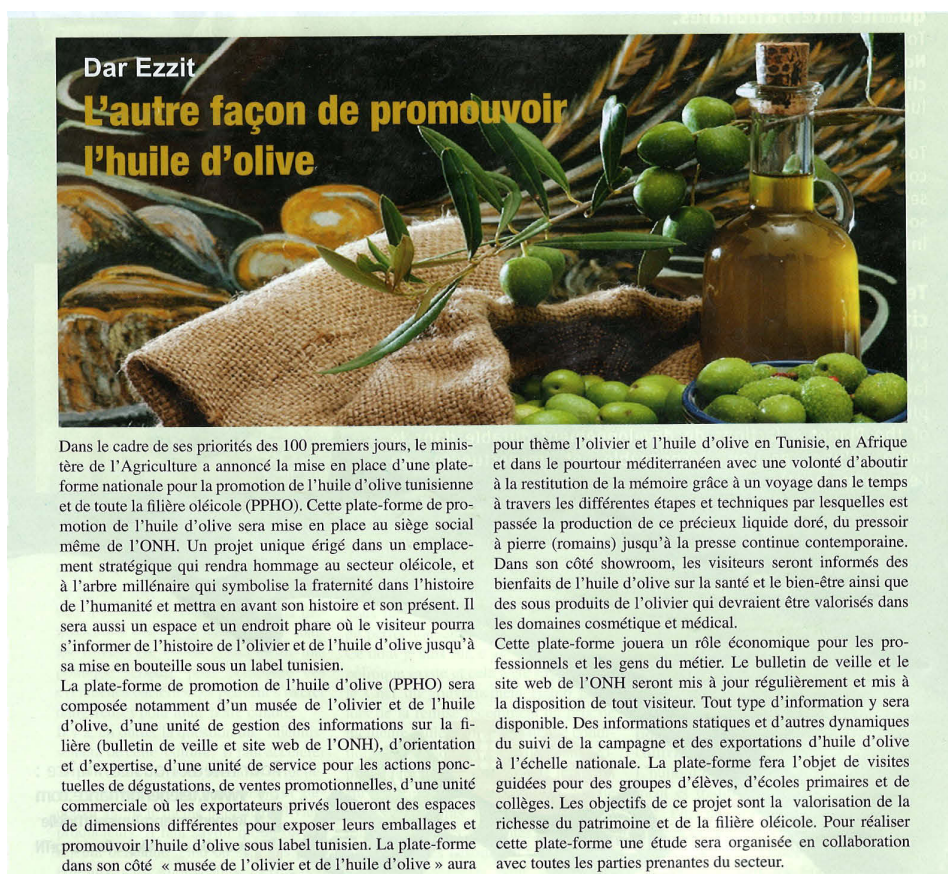 Dar Ezzit
L'autre façon de promouvoir
l'huile d'olive
Dans le cadre de ses priorités des 100 premiers jours, le minis-
tère de l'Agriculture a annoncé la mise en place d'une plate-
forme nationale pour la promotion de l'huile d'olive tunisienne
et de toute la filière oléicole (PPHO). Cette plate-forme de pro-
motion de l'huile d'olive sera mise en place au siège social
même de l'ONH. Un projet unique érigé dans un emplace-
ment stratégique qui rendra hommage au secteur oléicole, et
à l'arbre millénaire qui symbolise la fraternité dans l'histoire
de l'humanité et mettra en avant son histoire et son présent. Il
sera aussi un espace et un endroit phare où le visiteur pourra
s'informer de l'histoire de l'olivier et de l'huile d'olive jusqu'à
sa mise en bouteille sous un label tunisien.
La plate-forme de promotion de l'huile d'olive (PPHO) sera
composée notamment d'un musée de l'olivier et de l'huile
d'olive, d'une unité de gestion des informations sur la fi-
lière (bulletin de veille et site web de l'ONH), d'orientation
et d'expertise, d'une unité de service pour les actions ponc-
tuelles de dégustations, de ventes promotionnelles, d'une unité
commerciale où les exportateurs privés loueront des espaces
de dimensions différentes pour exposer leurs emballages et
promouvoir l'huile d'olive sous label tunisien. La plate-forme
dans son côté « musée de l'olivier et de l'huile d'olive » aura
pour thème l'olivier et l'huile d'olive en Tunisie, en Afrique
et dans le pourtour méditerranéen avec une volonté d'aboutir
à la restitution de la mémoire grâce à un voyage dans le temps
à travers les différentes étapes et techniques par lesquelles est
passée la production de ce précieux liquide doré, du pressoir
à pierre (romains) jusqu'à la presse continue contemporaine.
Dans son côté showroom, les visiteurs seront informés des
bienfaits de l'huile d'olive sur la santé et le bien-être ainsi que
des sous produits de l'olivier qui devraient être valorisés dans
les domaines cosmétique et médical.
Cette plate-forme jouera un rôle économique pour les pro-
fessionnels et les gens du métier. Le bulletin de veille et le
site web de l'ONH seront mis à jour régulièrement et mis à
la disposition de tout visiteur. Tout type d'information y sera
disponible. Des informations statiques et d'autres dynamiques
du suivi de la campagne et des exportations d'huile d'olive
à l'échelle nationale. La plate-forme fera l'objet de visites
guidées pour des groupes d'élèves, d'écoles primaires et de
collèges. Les objectifs de ce projet sont la valorisation de la
richesse du patrimoine et de la filière oléicole. Pour réaliser
cette plate-forme une étude sera organisée en collaboration
avec toutes les parties prenantes du secteur.